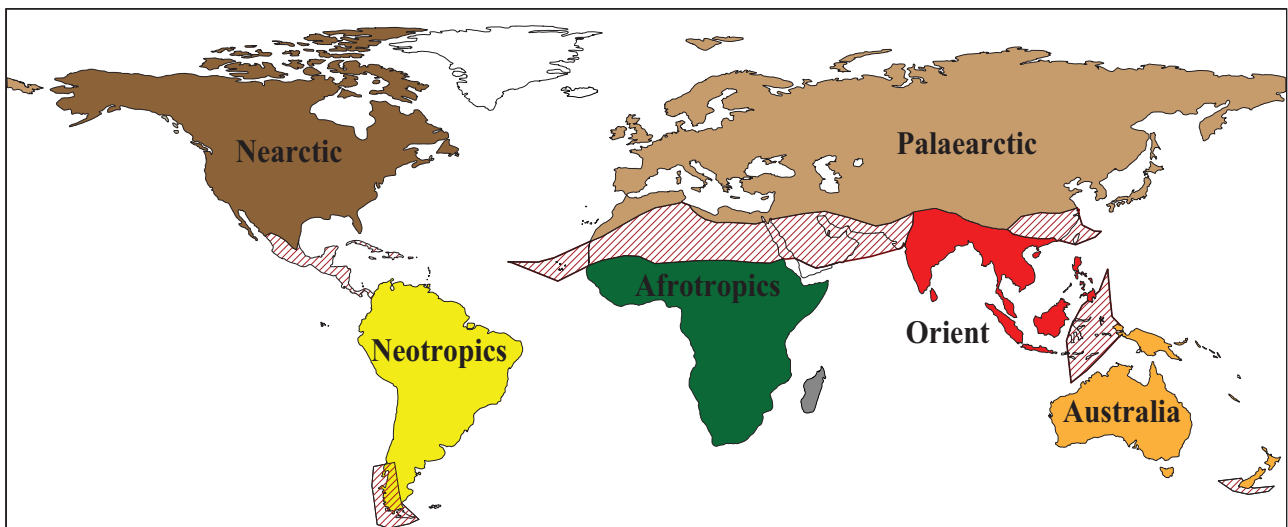 Nearctic
Palaearctic
Afrotropics
Orient
Neotropics
Australia